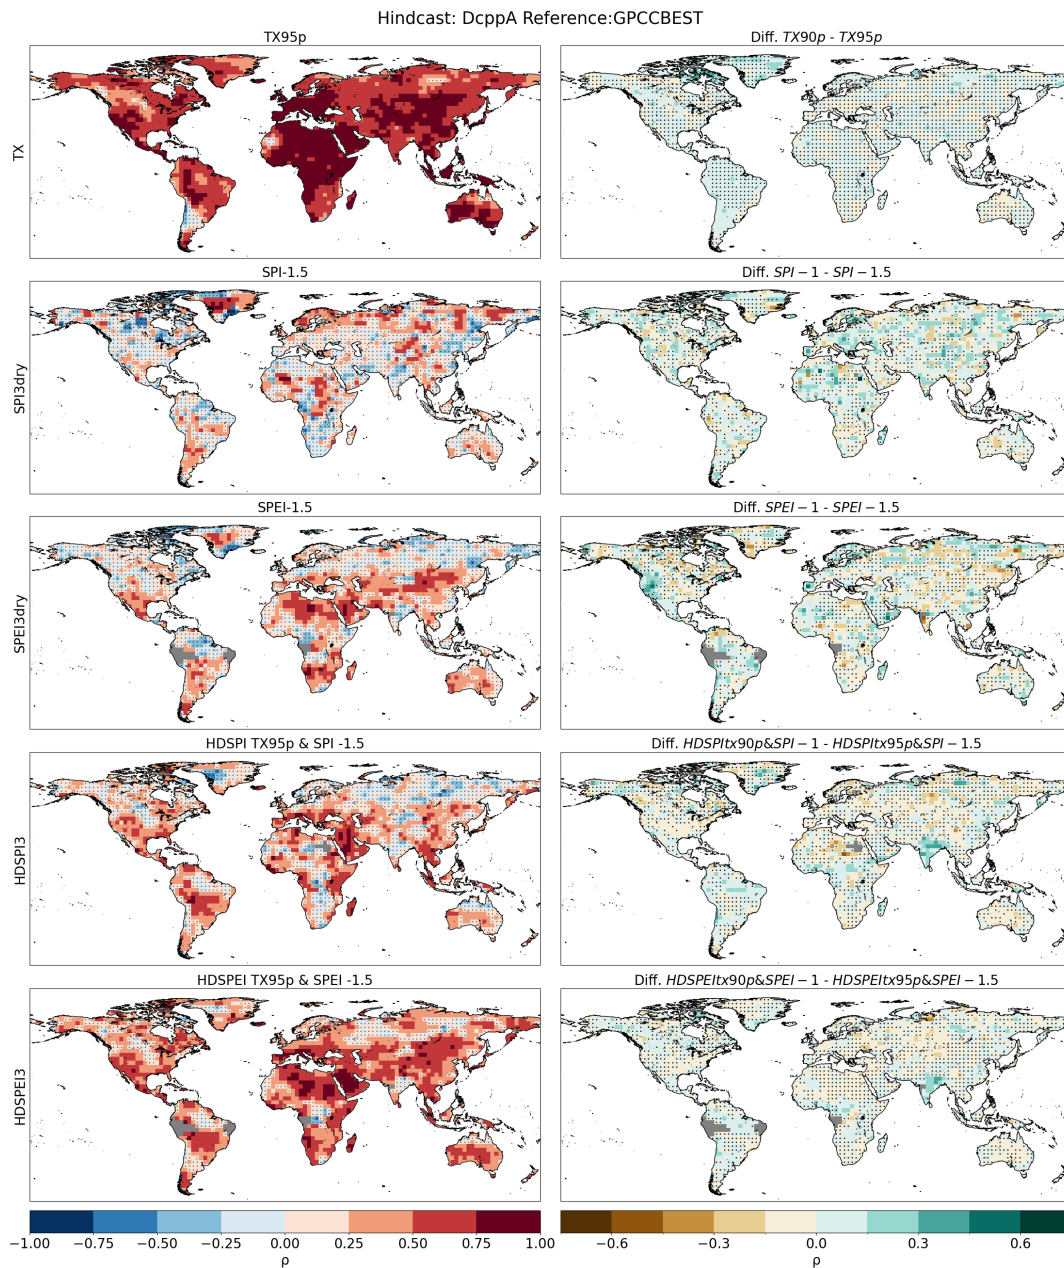 Hindcast: DcppA Reference:GPCCBEST
TX95p
Diff. TX90p - TX95p
TX
SPI-1.5
Diff. SPI − 1 - SPI − 1.5
SPI3dry
SPEI-1.5
Diff. SPEI − 1 - SPEI − 1.5
SPEI3dry
HDSPI TX95p & SPI -1.5
Diff. HDSPItx90p&SPI − 1 - HDSPItx95p&SPI − 1.5
HDSPI3
HDSPEI TX95p & SPEI -1.5
Diff. HDSPEItx90p&SPEI − 1 - HDSPEItx95p&SPEI − 1.5
HDSPEI3
−1.00 −0.75 −0.50 −0.25 0.00 0.25 0.50 0.75 1.00
ρ
−0.6 −0.3 0.0 0.3 0.6
ρ